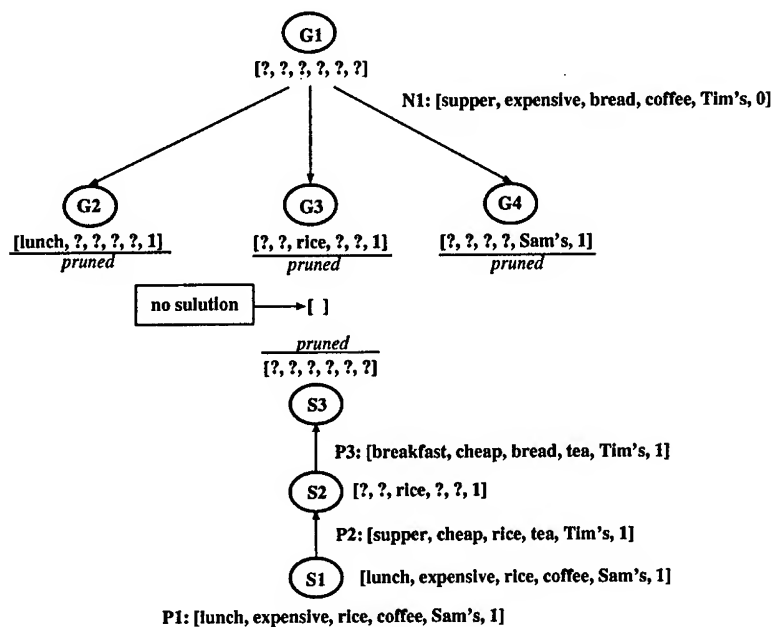 G1
[?, ?, ?, ?, ?, ?]
N1: [supper, expensive, bread, coffee, Tim's, 0]
G2 G3 G4
[lunch, ?, ?, ?, ?, 1] [?, ?, rice, ?, ?, 1] [?, ?, ?, ?, Sam's, 1]
pruned pruned pruned
no sulution [ ]
pruned
[?, ?, ?, ?, ?, ?]
S3
P3: [breakfast, cheap, bread, tea, Tim's, 1]
S2 [?, ?, rice, ?, ?, 1]
P2: [supper, cheap, rice, tea, Tim's, 1]
S1 [lunch, expensive, rice, coffee, Sam's, 1]
P1: [lunch, expensive, rice, coffee, Sam's, 1]